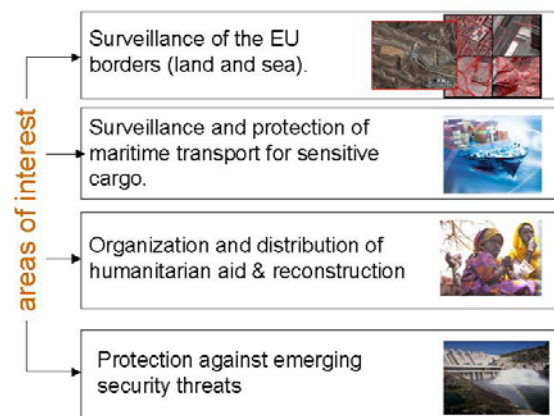 areas of interest
Surveillance of the EU
borders (land and sea).
Surveillance and protection of
maritime transport for sensitive
cargo.
Organization and distribution of
humanitarian aid & reconstruction
Protection against emerging
security threats